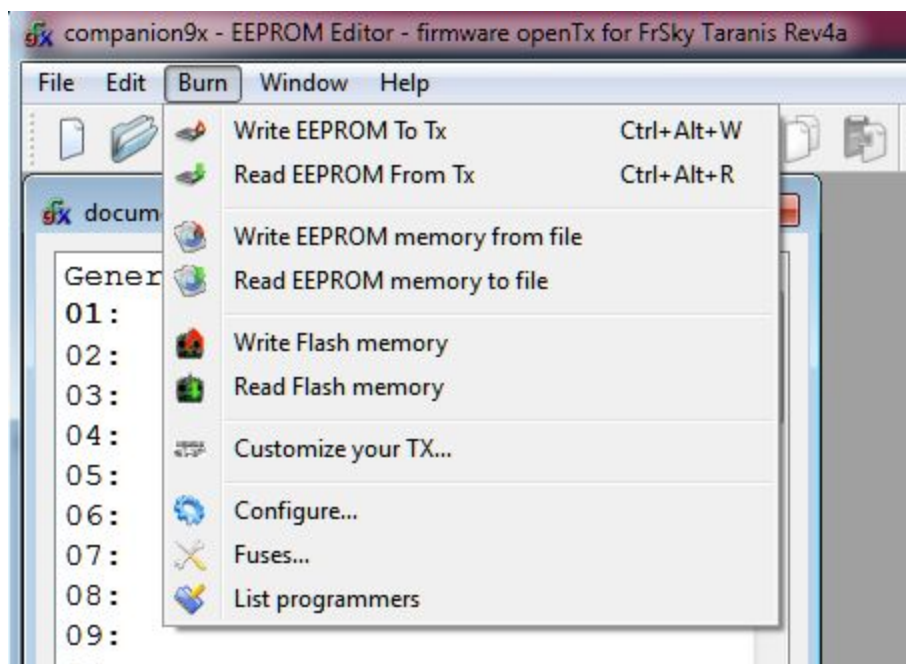 companion9x - EEPROM Editor - firmware openTx for FrSky Taranis Rev4a
File Edit Burn Window Help
Write EEPROM To Tx Ctrl+Alt+W
Read EEPROM From Tx Ctrl+Alt+R
docum
Write EEPROM memory from file
Gener
Read EEPROM memory to file
01:
Write Flash memory
02:
03:
Read Flash memory
04:
Customize your TX...
05:
06:
Configure...
07:
Fuses...
08:
List programmers
09: